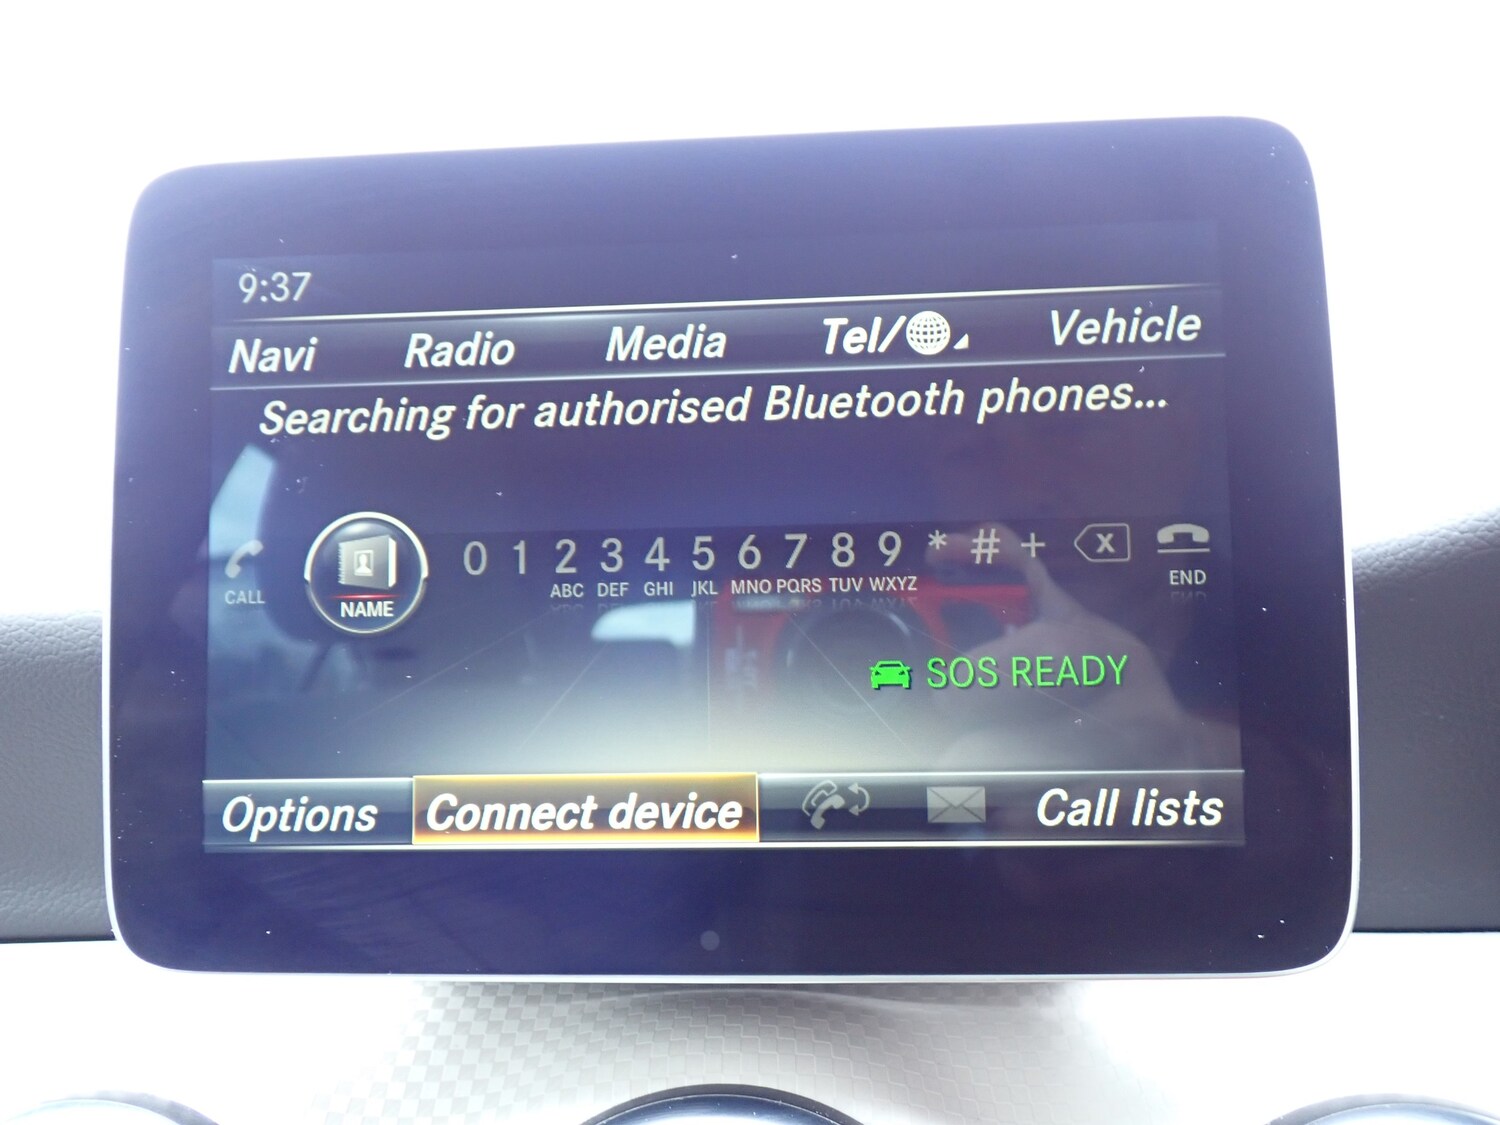 9:37
Navi Radio Media Tel/ Vehicle
Searching for authorised Bluetooth phones...
0 1 2 3 4 5 6 7 8 9 * # + X
ABC DEF GHI JKL MNO PQRS TUV WXYZ
CALL NAME END
SOS READY
Options Connect device Call lists